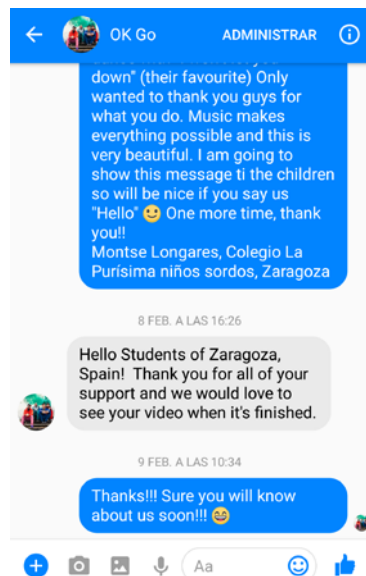 OK Go
ADMINISTRAR
down" (their favourite) Only
wanted to thank you guys for
what you do. Music makes
everything possible and this is
very beautiful. I am going to
show this message ti the children
so will be nice if you say us
"Hello" 🙂 One more time, thank
you!!
Montse Longares, Colegio La
Purísima niños sordos, Zaragoza
8 FEB. A LAS 16:26
Hello Students of Zaragoza,
Spain! Thank you for all of your
support and we would love to
see your video when it's finished.
9 FEB. A LAS 10:34
Thanks!!! Sure you will know
about us soon!!! 😄
Aa